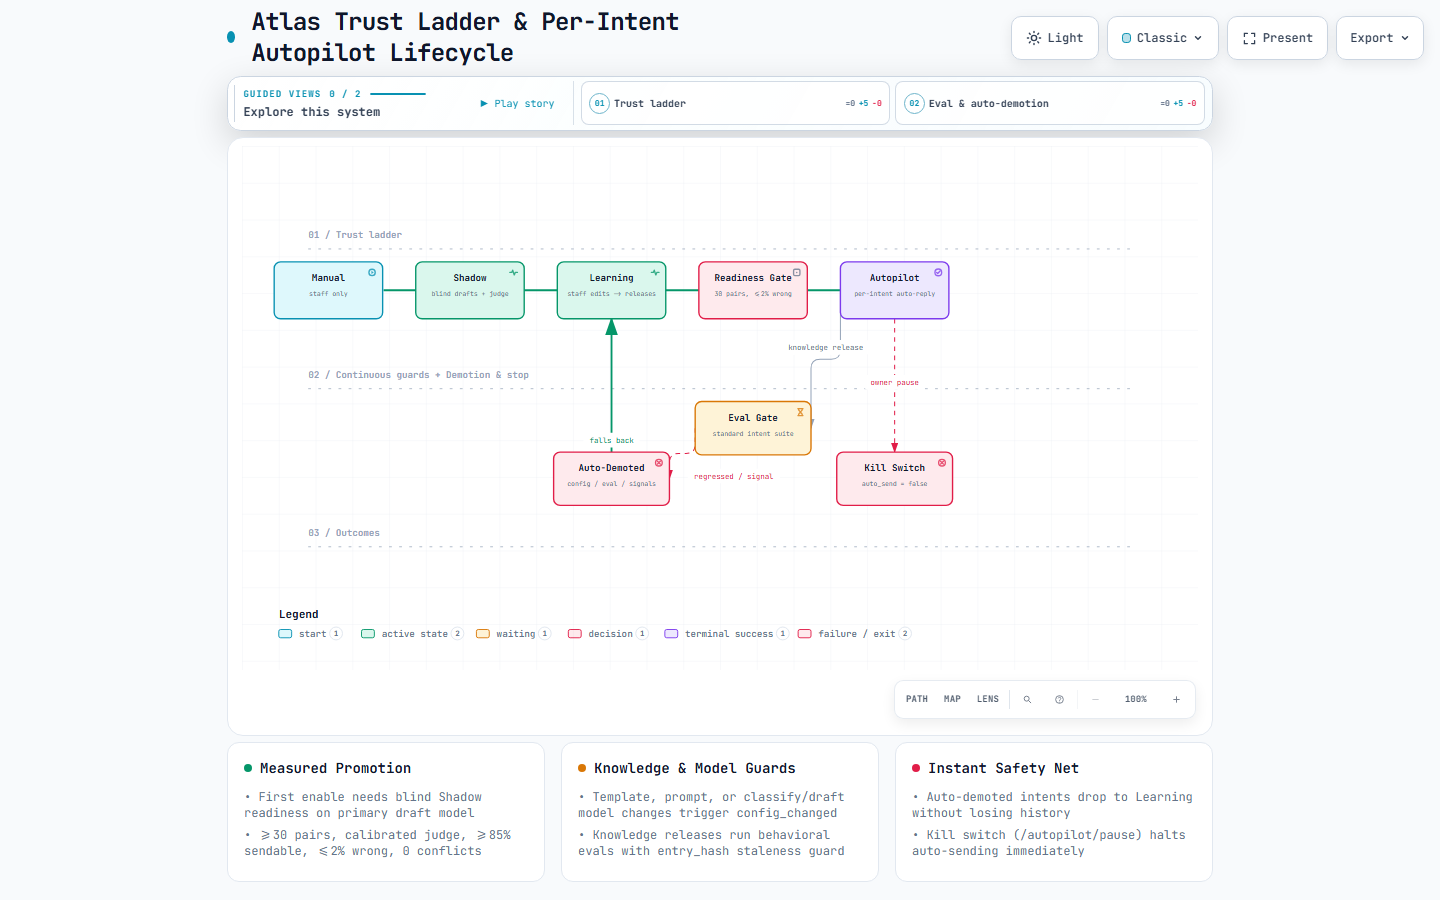 Atlas Trust Ladder & Per-Intent
Autopilot Lifecycle
Light
Classic
Present
Export
GUIDED VIEWS 0 / 2
Explore this system
Play story
01 Trust ladder =0 +5 -0
02 Eval & auto-demotion =0 +5 -0
01 / Trust ladder
Manual
staff only
Shadow
blind drafts + judge
Learning
staff edits → releases
Readiness Gate
30 pairs, ≤2% wrong
Autopilot
per-intent auto-reply
knowledge release
02 / Continuous guards + Demotion & stop
owner pause
Eval Gate
standard intent suite
falls back
Auto-Demoted
config / eval / signals
regressed / signal
Kill Switch
auto_send = false
03 / Outcomes
Legend
start 1
active state 2
waiting 1
decision 1
terminal success 1
failure / exit 2
PATH MAP LENS − 100% +
Measured Promotion
• First enable needs blind Shadow
readiness on primary draft model
• ≥30 pairs, calibrated judge, ≥85%
sendable, ≤2% wrong, 0 conflicts
Knowledge & Model Guards
• Template, prompt, or classify/draft
model changes trigger config_changed
• Knowledge releases run behavioral
evals with entry_hash staleness guard
Instant Safety Net
• Auto-demoted intents drop to Learning
without losing history
• Kill switch (/autopilot/pause) halts
auto-sending immediately